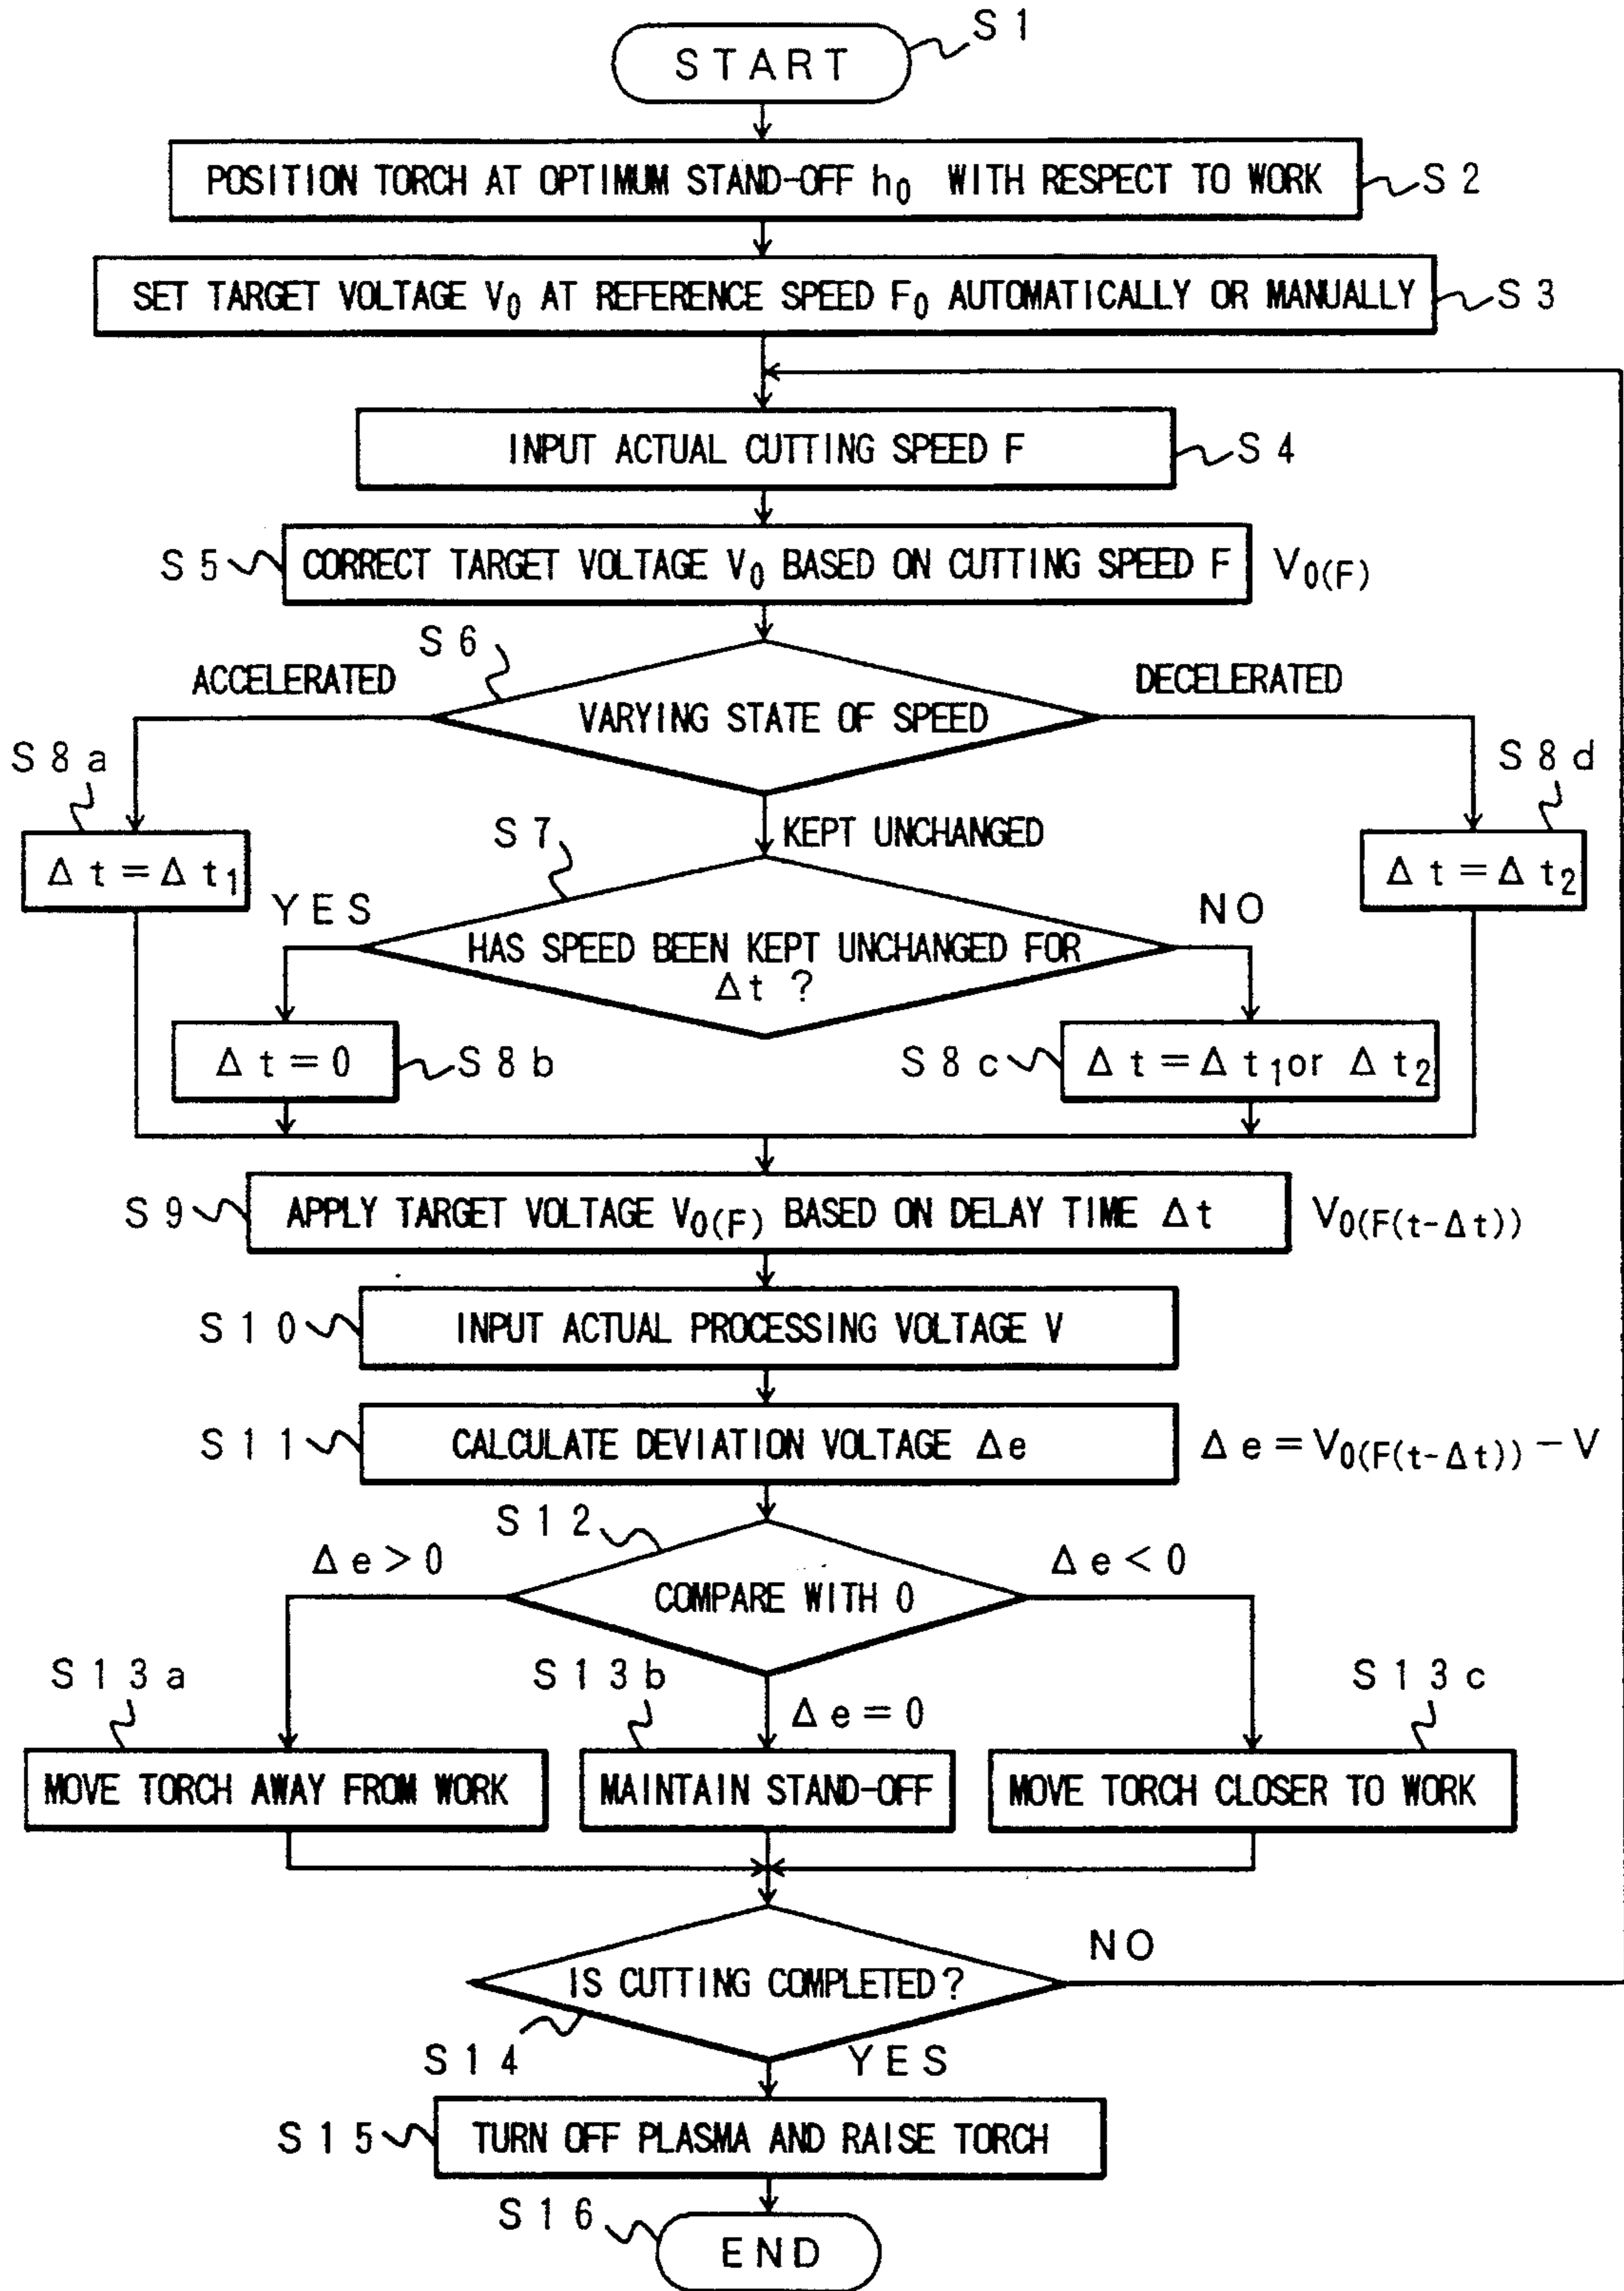 START
S1
POSITION TORCH AT OPTIMUM STAND-OFF h₀ WITH RESPECT TO WORK
S2
SET TARGET VOLTAGE V₀ AT REFERENCE SPEED F₀ AUTOMATICALLY OR MANUALLY
S3
INPUT ACTUAL CUTTING SPEED F
S4
S5
CORRECT TARGET VOLTAGE V₀ BASED ON CUTTING SPEED F
V₀(F)
S6
ACCELERATED
DECELERATED
VARYING STATE OF SPEED
S8a
S8d
S7
KEPT UNCHANGED
Δt=Δt₁
Δt=Δt₂
YES
NO
HAS SPEED BEEN KEPT UNCHANGED FOR
Δt ?
Δt=0
S8b
S8c
Δt=Δt₁or Δt₂
S9
APPLY TARGET VOLTAGE V₀(F) BASED ON DELAY TIME Δt
V₀(F(t-Δt))
S10
INPUT ACTUAL PROCESSING VOLTAGE V
S11
CALCULATE DEVIATION VOLTAGE Δe
Δe=V₀(F(t-Δt))-V
S12
Δe>0
Δe<0
COMPARE WITH 0
S13a
S13b
S13c
Δe=0
MOVE TORCH AWAY FROM WORK
MAINTAIN STAND-OFF
MOVE TORCH CLOSER TO WORK
NO
IS CUTTING COMPLETED?
S14
YES
S15
TURN OFF PLASMA AND RAISE TORCH
S16
END